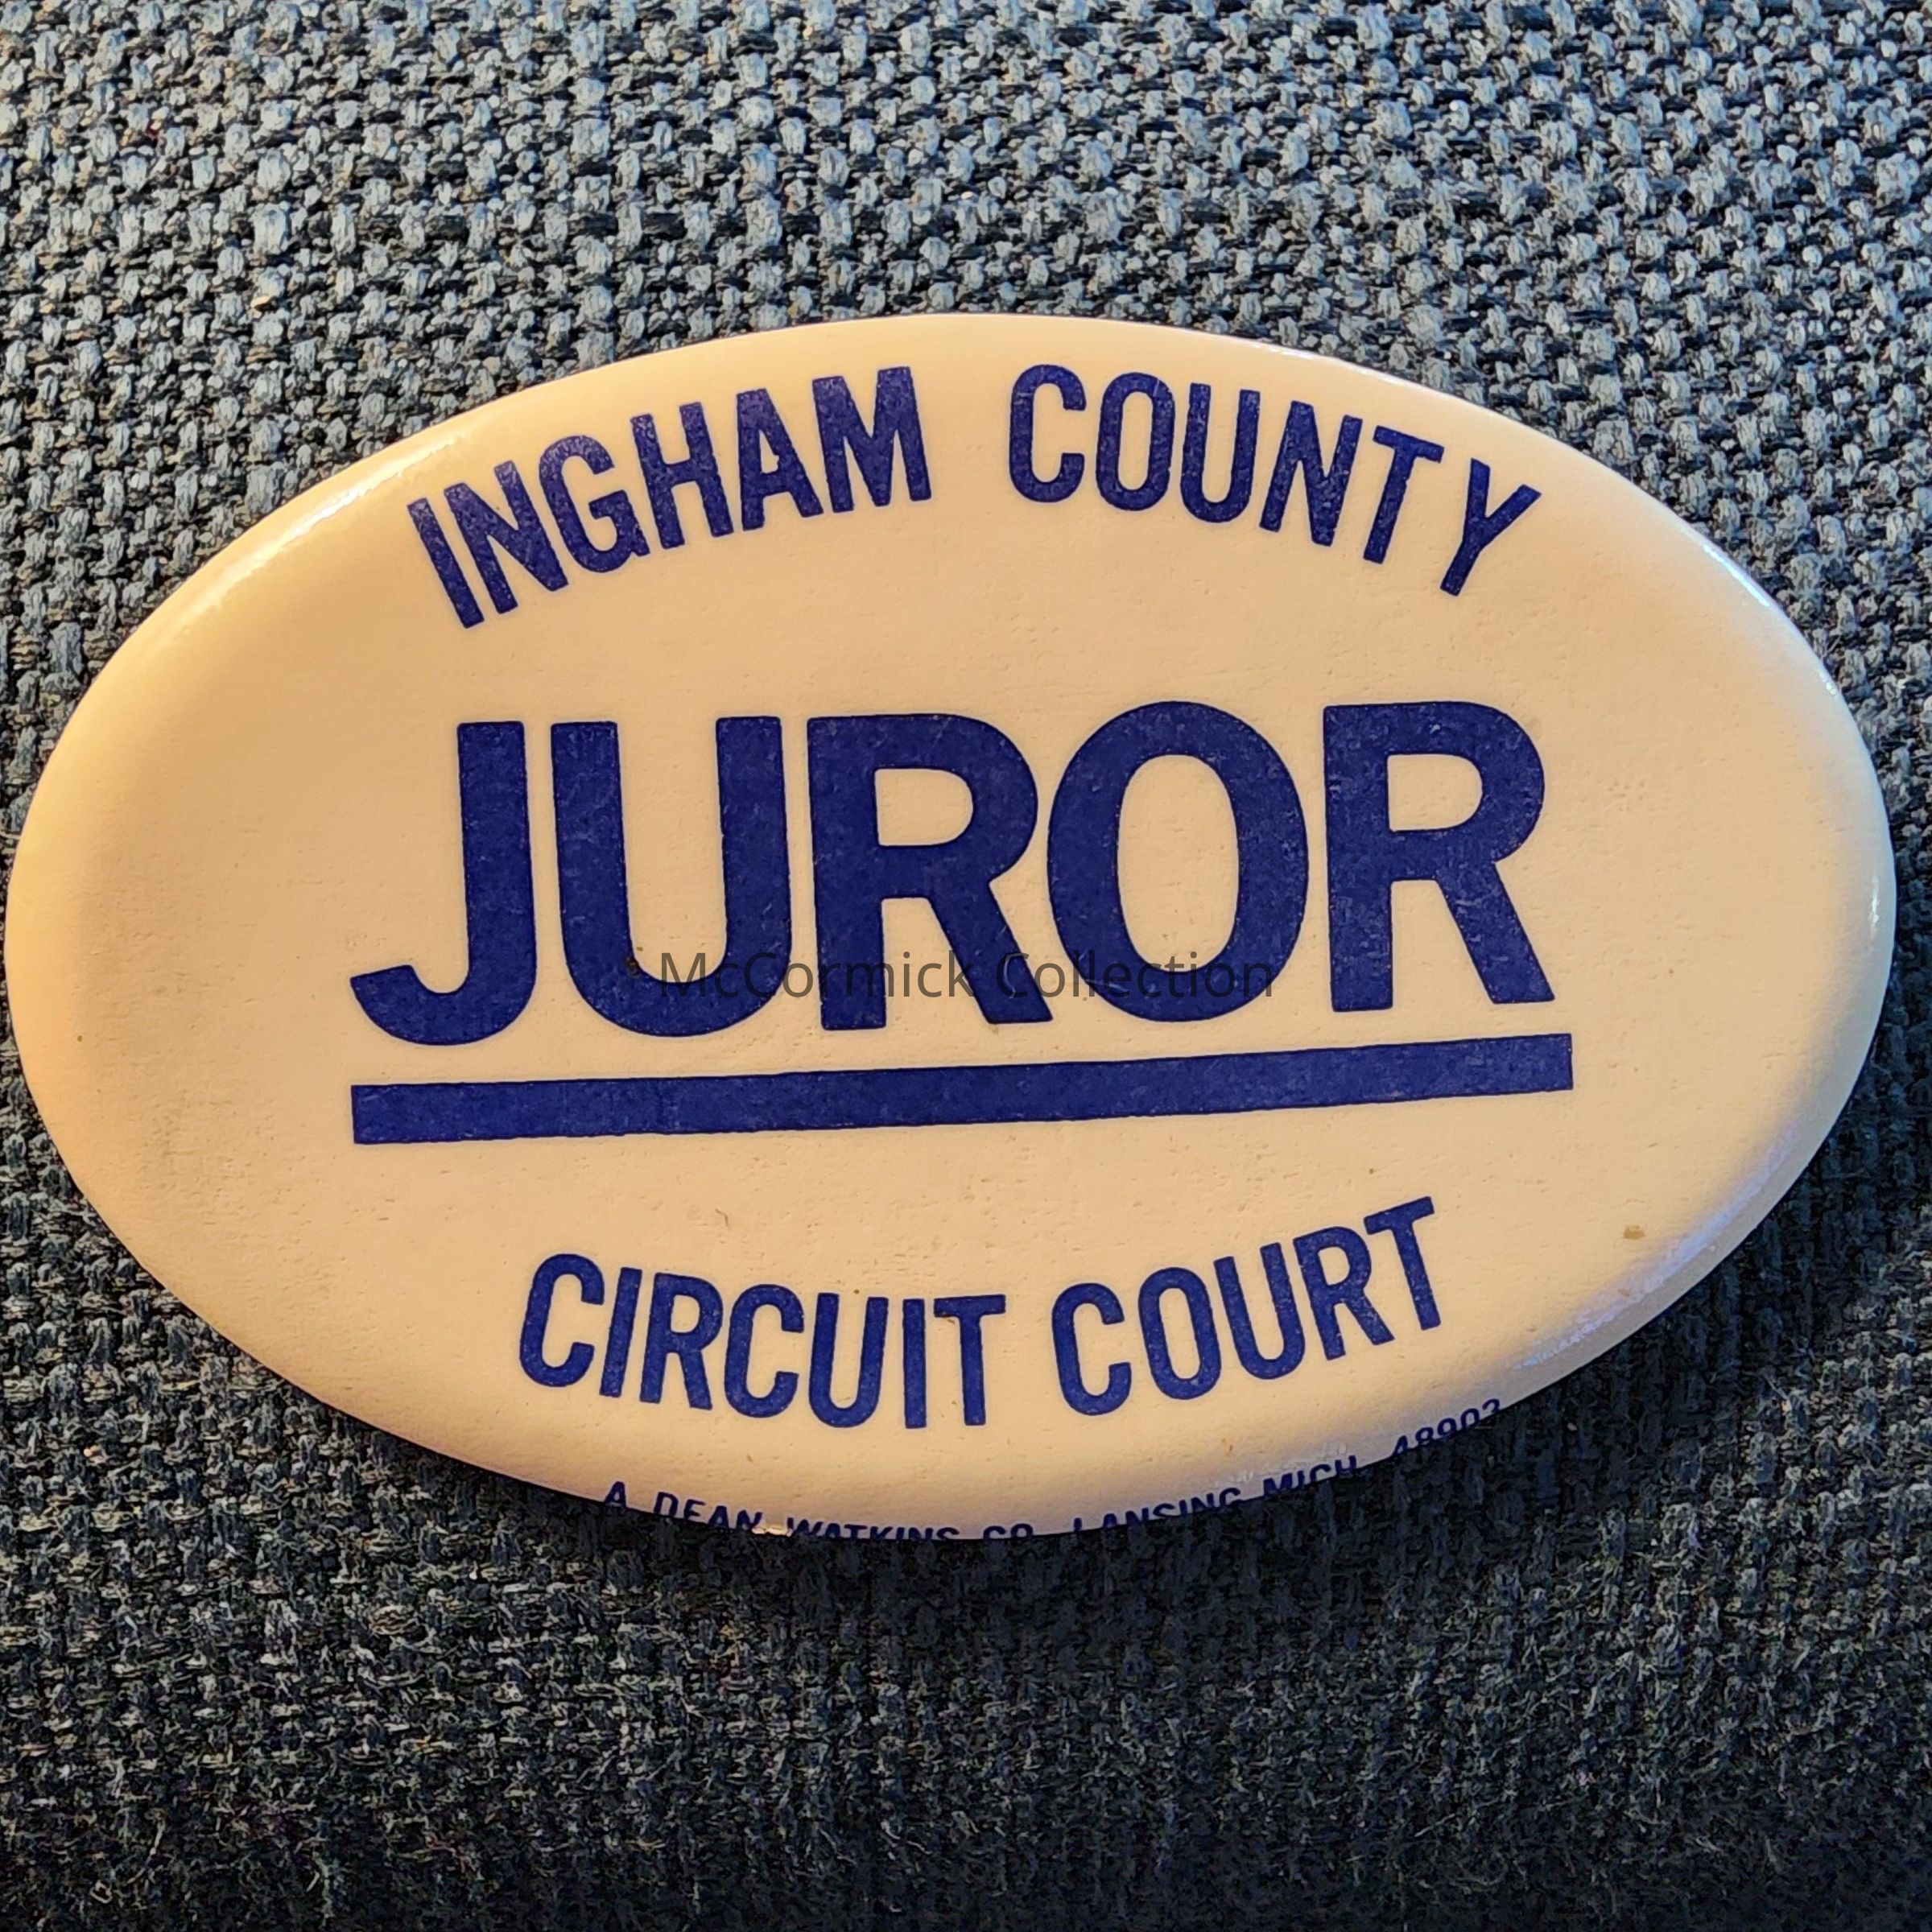 INGHAM COUNTY
JUROR
McCormick Collection
CIRCUIT COURT
A DEAN WATKINS CO. LANSING MICH. 48902